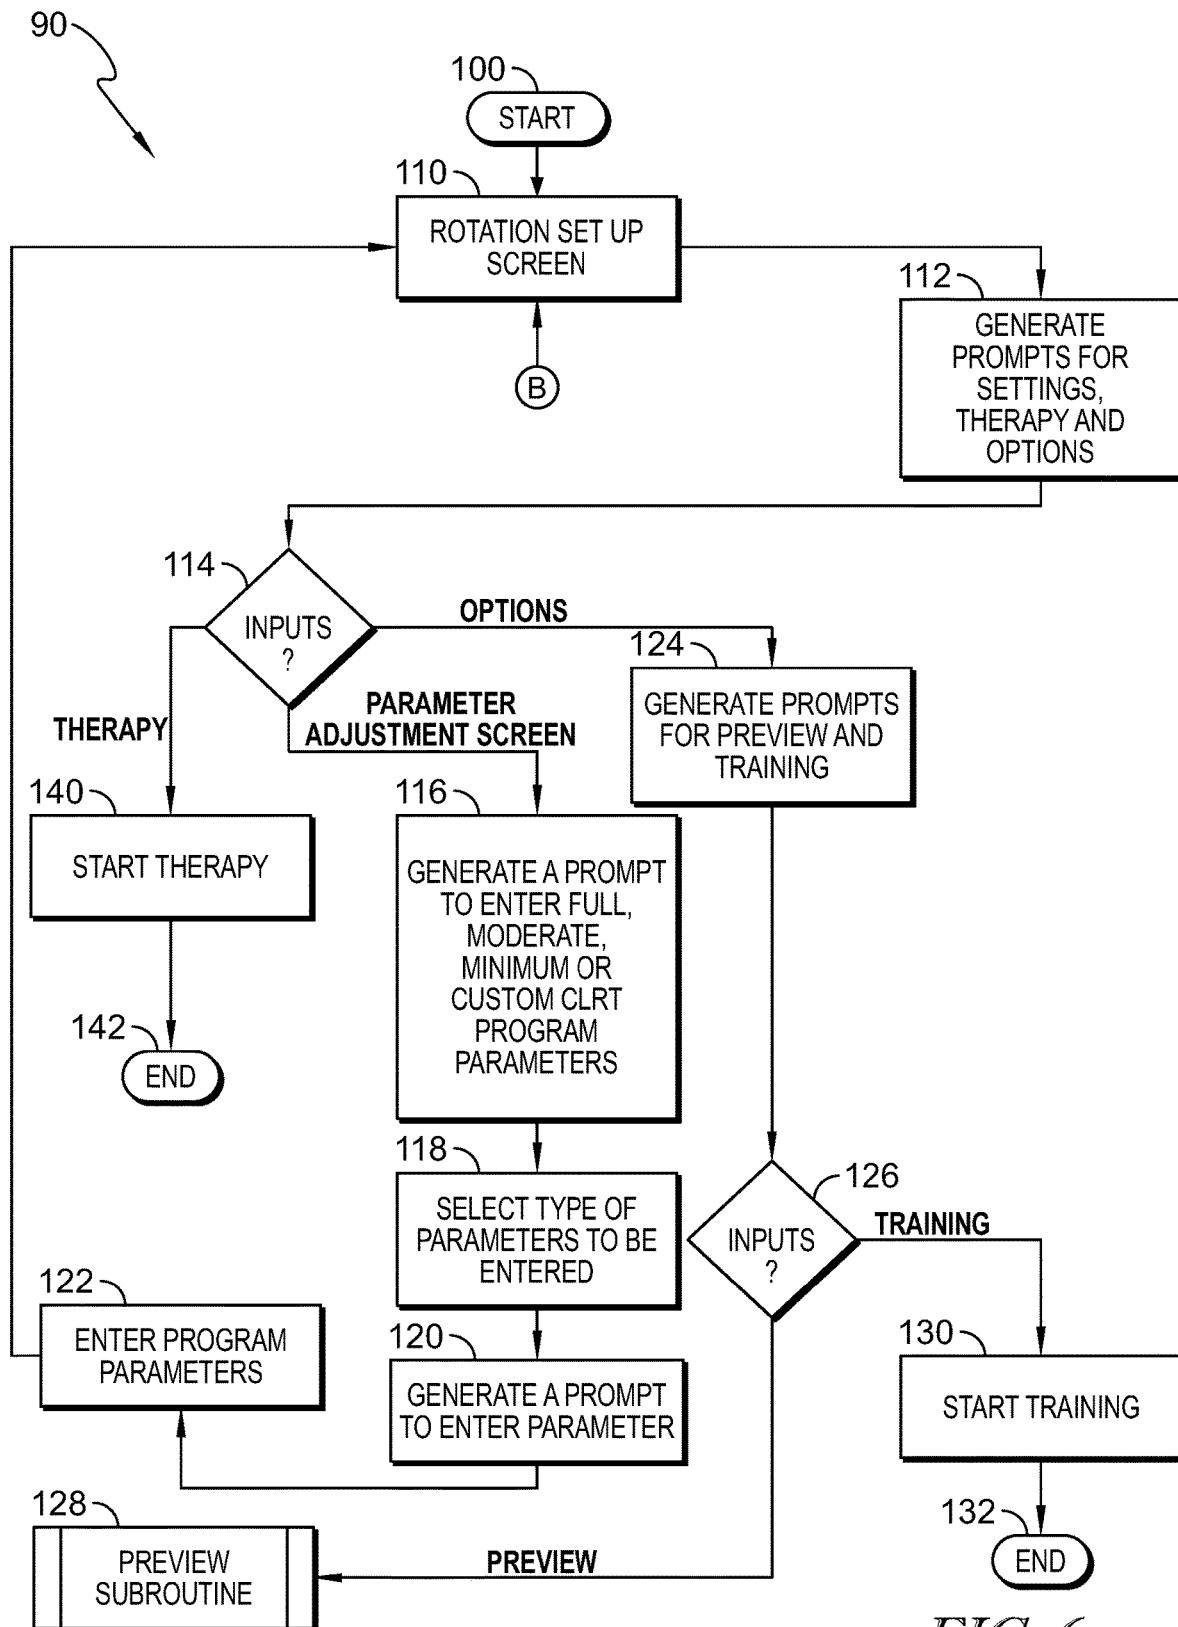 90
100
START
110
ROTATION SET UP
SCREEN
112
GENERATE
PROMPTS FOR
SETTINGS,
THERAPY AND
OPTIONS
B
114
INPUTS
?
OPTIONS
THERAPY
PARAMETER
ADJUSTMENT SCREEN
124
GENERATE PROMPTS
FOR PREVIEW AND
TRAINING
140
START THERAPY
142
END
116
GENERATE A PROMPT
TO ENTER FULL,
MODERATE,
MINIMUM OR
CUSTOM CLRT
PROGRAM
PARAMETERS
118
SELECT TYPE OF
PARAMETERS TO BE
ENTERED
126
INPUTS
?
TRAINING
122
ENTER PROGRAM
PARAMETERS
120
GENERATE A PROMPT
TO ENTER PARAMETER
130
START TRAINING
132
END
128
PREVIEW
SUBROUTINE
PREVIEW
FIG. 6